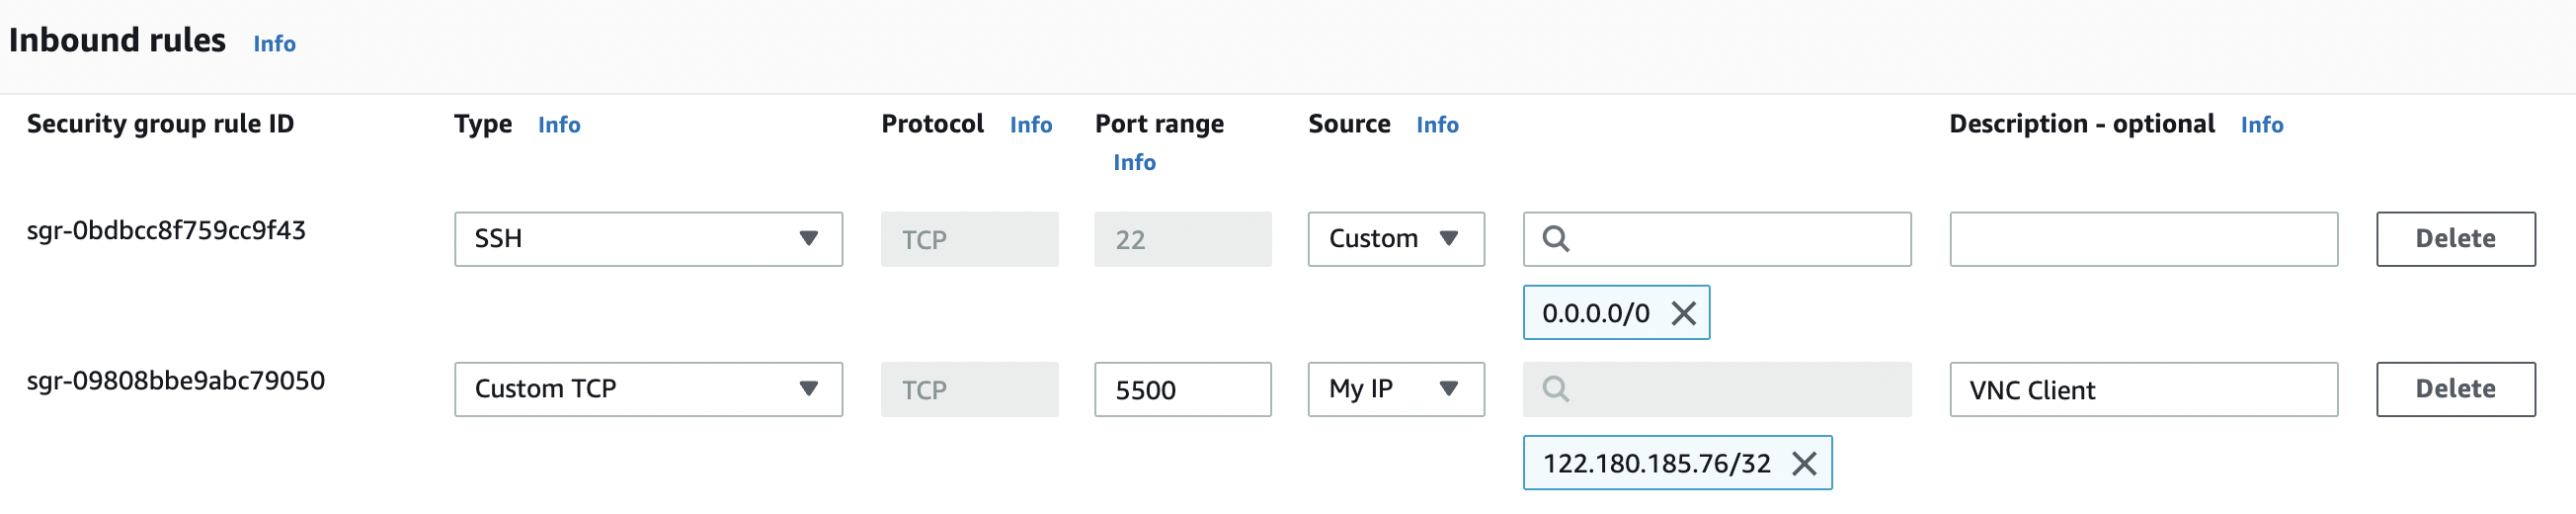 Inbound rules Info
Security group rule ID Type Info Protocol Info Port range Info Source Info Description - optional Info
sgr-0bdbcc8f759cc9f43 SSH TCP 22 Custom Delete
0.0.0.0/0
sgr-09808bbe9abc79050 Custom TCP TCP 5500 My IP VNC Client Delete
122.180.185.76/32